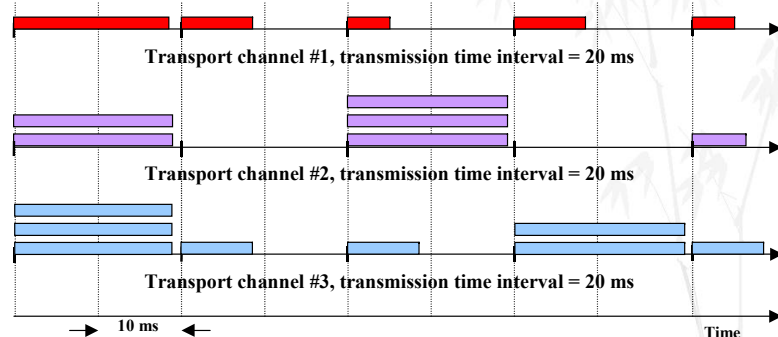 Transport channel #1, transmission time interval = 20 ms
Transport channel #2, transmission time interval = 20 ms
Transport channel #3, transmission time interval = 20 ms
10 ms
Time